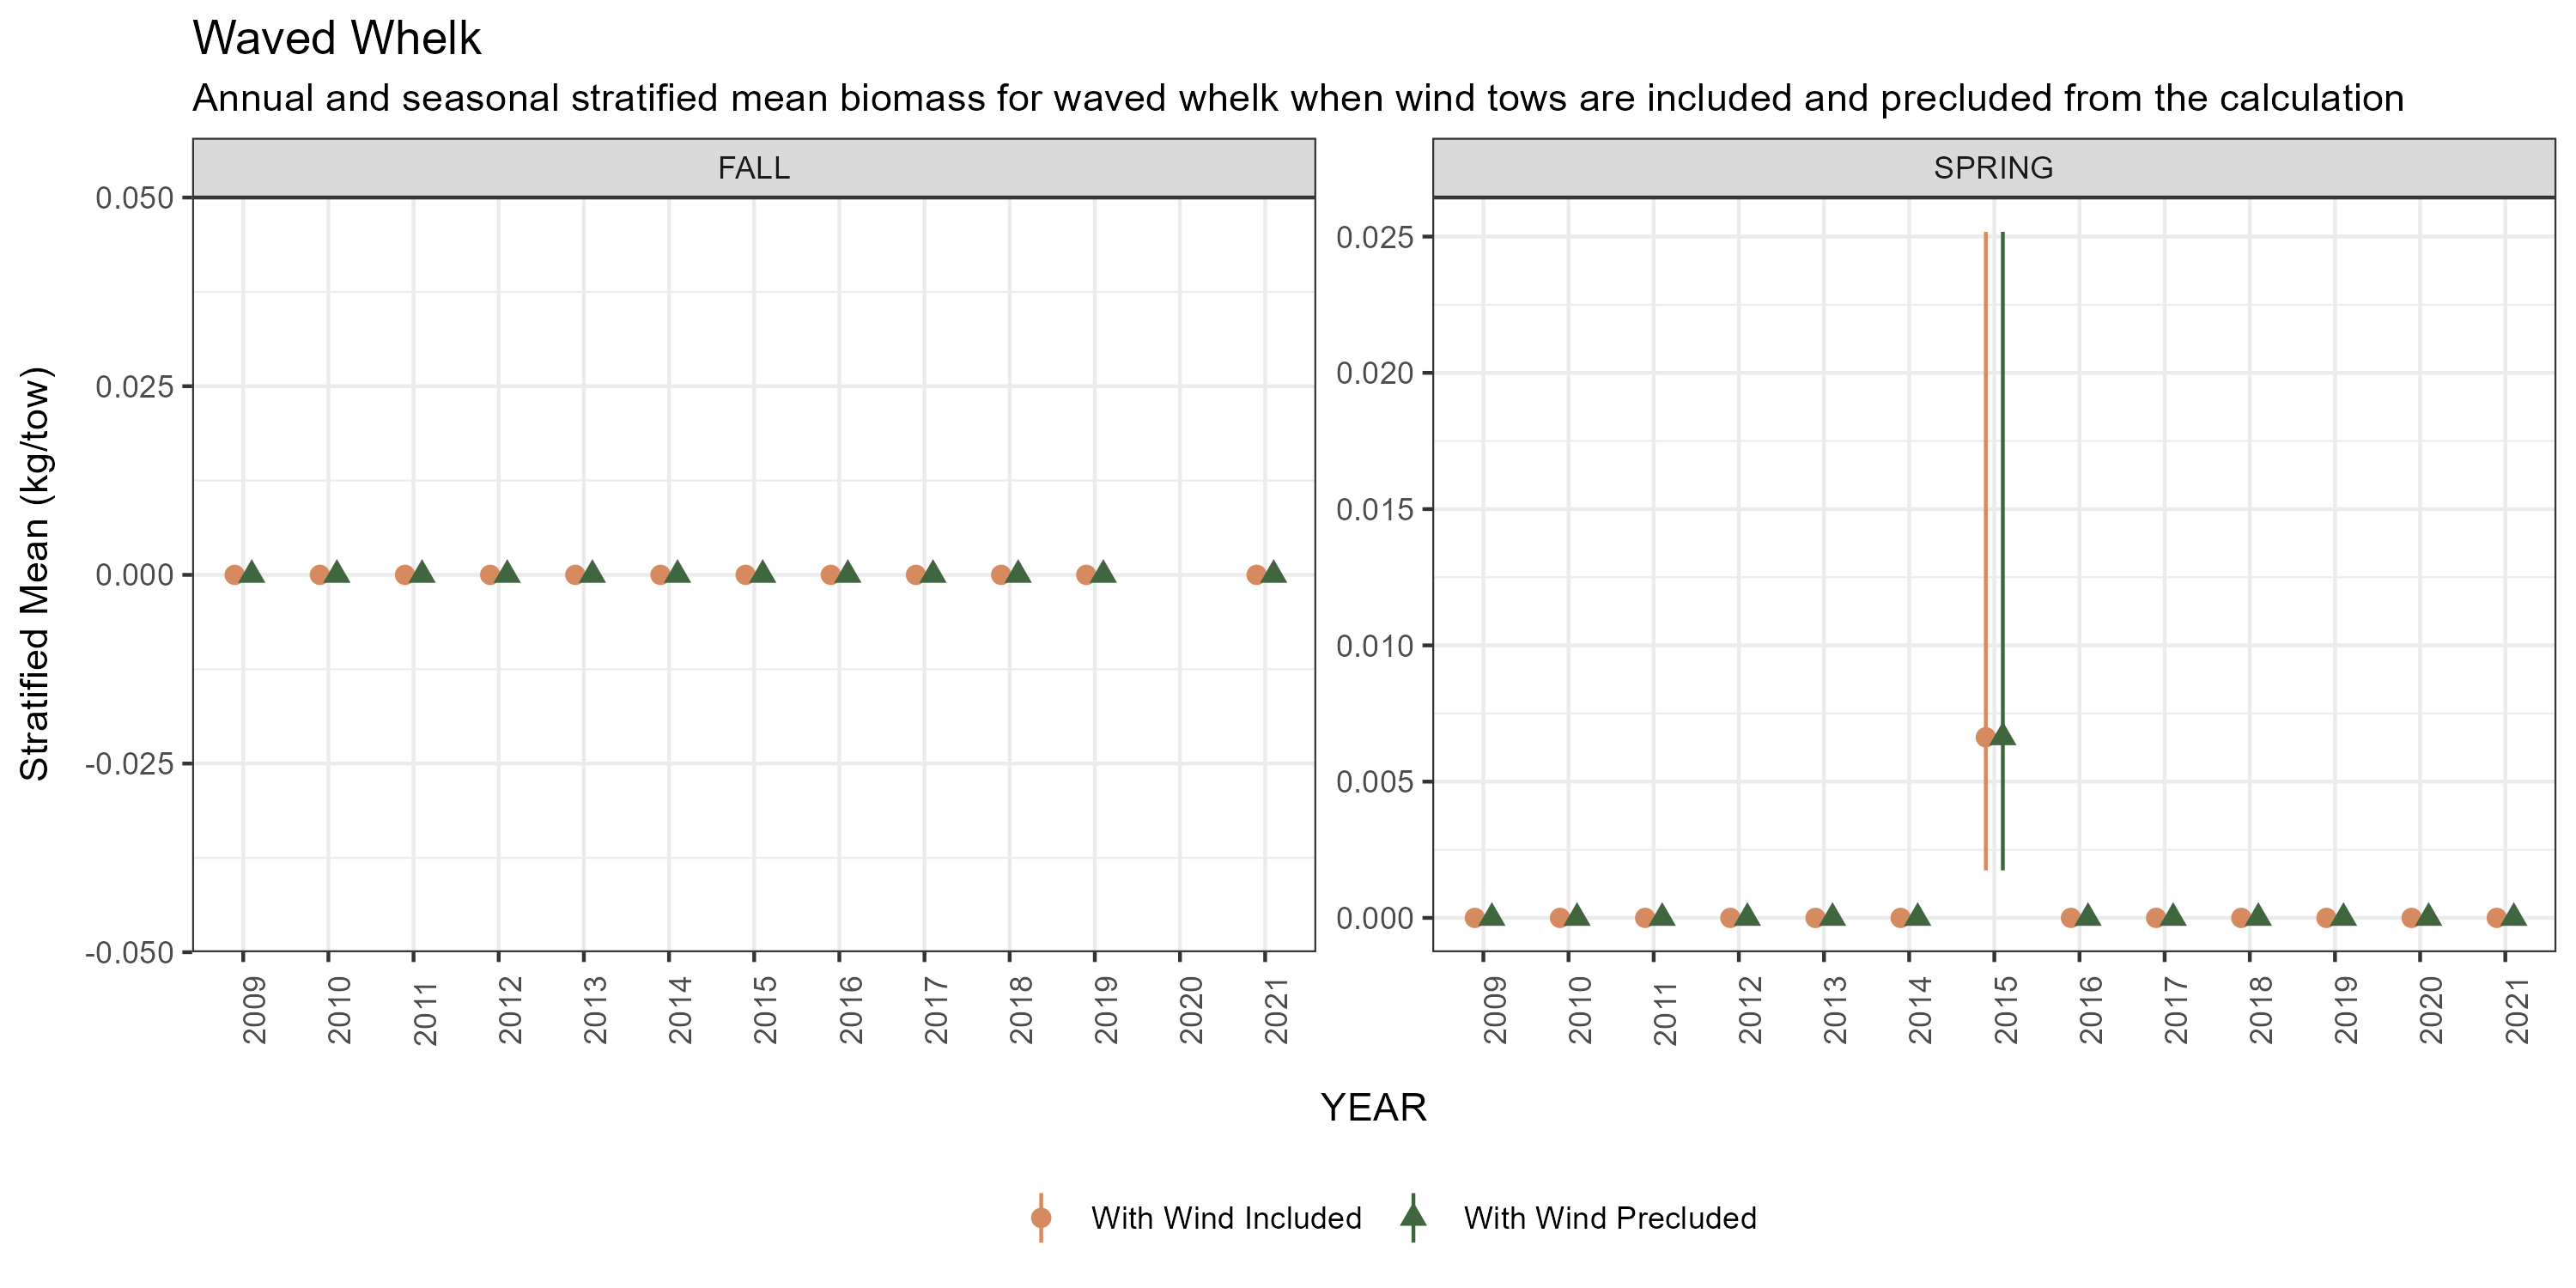 Waved Whelk
Annual and seasonal stratified mean biomass for waved whelk when wind tows are included and precluded from the calculation
FALL
SPRING
Stratified Mean (kg/tow)
0.050
0.025
0.000
-0.025
-0.050
0.025
0.020
0.015
0.010
0.005
0.000
2009 2010 2011 2012 2013 2014 2015 2016 2017 2018 2019 2020 2021
2009 2010 2011 2012 2013 2014 2015 2016 2017 2018 2019 2020 2021
YEAR
With Wind Included
With Wind Precluded